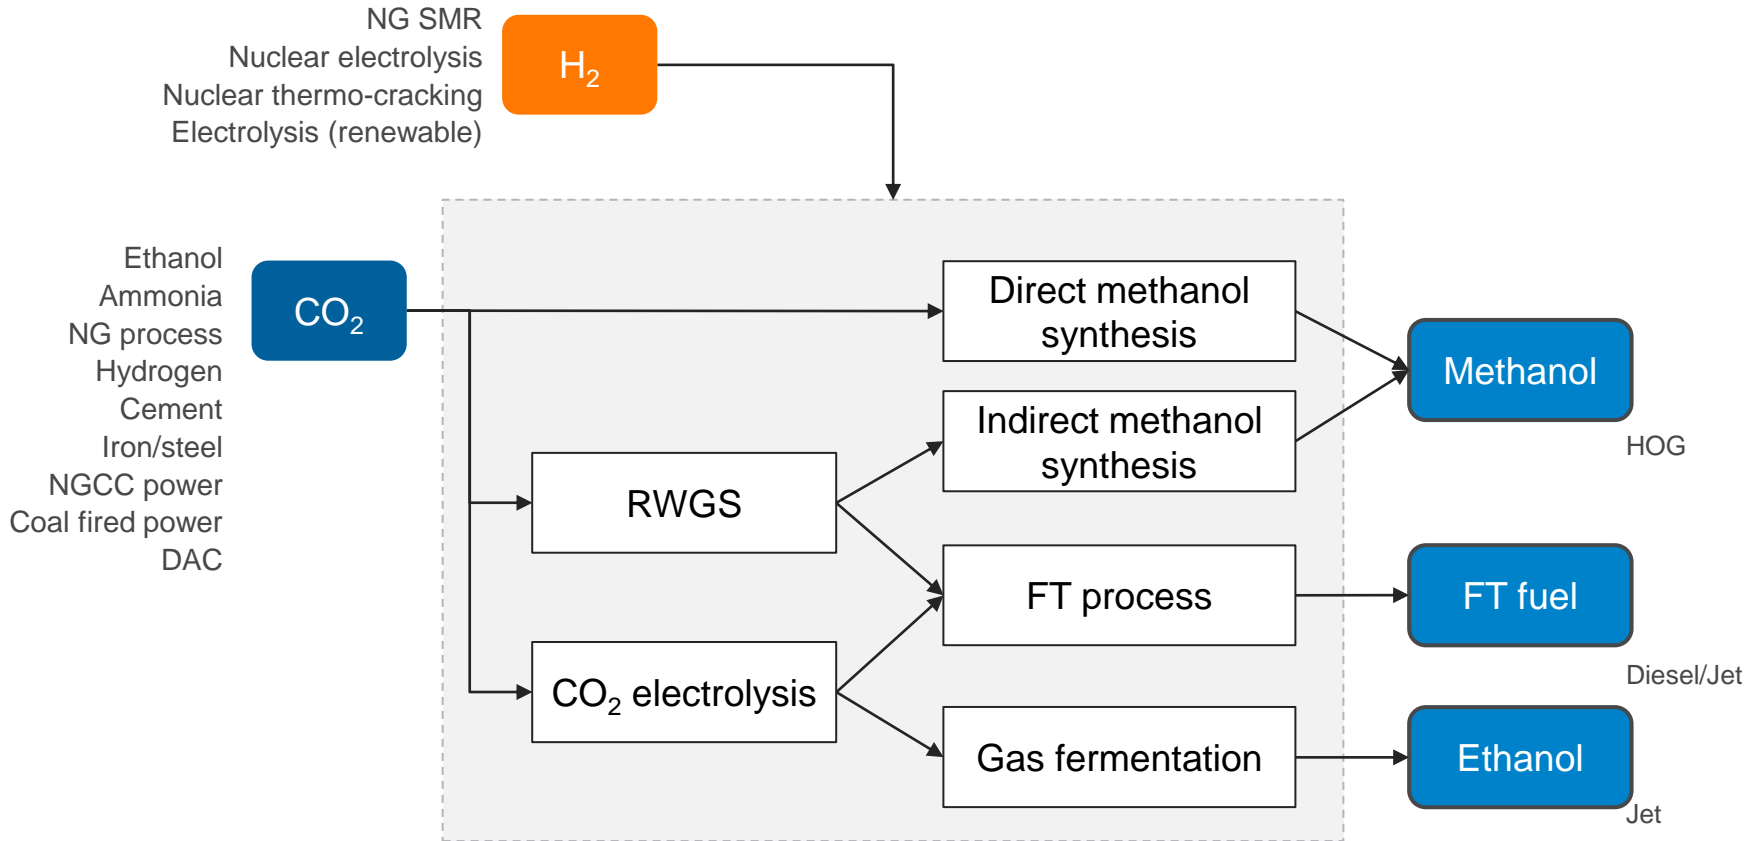 NG SMR
Nuclear electrolysis
Nuclear thermo-cracking
Electrolysis (renewable)
H₂
Ethanol
Ammonia
NG process
Hydrogen
Cement
Iron/steel
NGCC power
Coal fired power
DAC
CO₂
Direct methanol
synthesis
Indirect methanol
synthesis
RWGS
FT process
CO₂ electrolysis
Gas fermentation
Methanol
HOG
FT fuel
Diesel/Jet
Ethanol
Jet